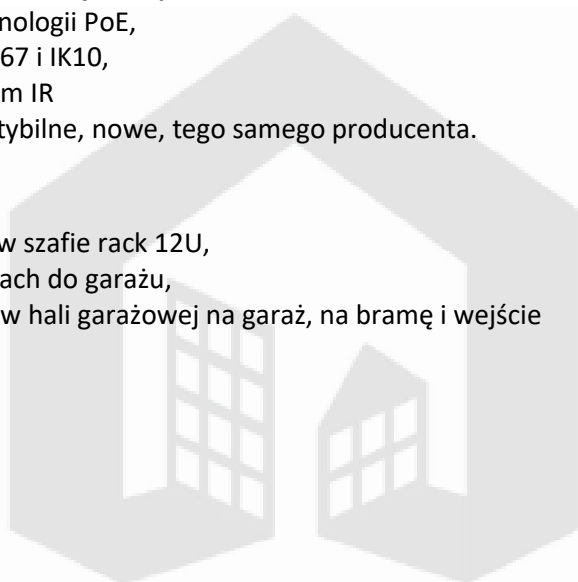 nologii PoE,
67 i IK10,
m IR
tybilne, nowe, tego samego producenta.
w szafie rack 12U,
ach do garażu,
w hali garażowej na garaż, na bramę i wejście